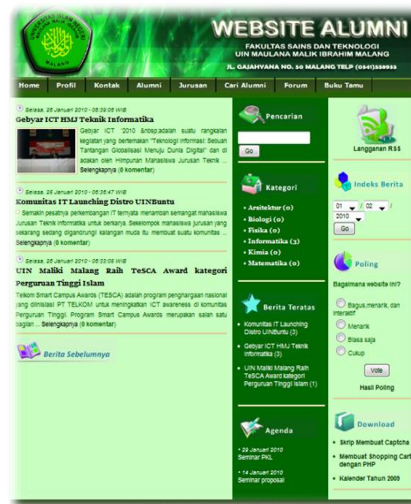 WEBSITE ALUMNI
FAKULTAS SAINS DAN TEKNOLOGI
UIN MAULANA MALIK IBRAHIM MALANG
JL. GAJAHYANA NO. 50 MALANG TELP (0341)558933
Home Profil Kontak Alumni Jurusan Cari Alumni Forum Buku Tamu
Selasa, 26 Januari 2010 - 05:39:05 WIB
Gebyar ICT HMJ Teknik Informatika
Gebyar ICT '2010 &ndash;adalah suatu rangkaian
kegiatan yang bertemakan "Teknologi Informasi: Sebuah
Tantangan Globalisasi Menuju Dunia Digital" dan di
adakan oleh Himpunan Mahasiswa Jurusan Teknik ...
Selengkapnya (0 komentar)
Selasa, 26 Januari 2010 - 05:36:47 WIB
Komunitas IT Launching Distro UINBuntu
Semakin pesatnya perkembangan IT ternyata menambah semangat mahasiswa
Jurusan Teknik Informatika untuk berkarya. Sekelompok mahasiswa jurusan yang
sekarang sedang digandrungi kalangan muda itu membuat suatu komunitas ...
Selengkapnya (0 komentar)
Selasa, 26 Januari 2010 - 05:33:05 WIB
UIN Maliki Malang Raih TeSCA Award kategori
Perguruan Tinggi Islam
Telkom Smart Campus Awards (TESCA) adalah program penghargaan nasional
yang diinisiasi PT TELKOM untuk meningkatkan ICT awareness di komunitas
Perguruan Tinggi. Program Smart Campus Awards merupakan salah satu
bagian ... Selengkapnya (0 komentar)
Berita Sebelumnya
Pencarian
Go
Kategori
• Arsitektur (0)
• Biologi (0)
• Fisika (0)
• Informatika (3)
• Kimia (0)
• Matematika (0)
Berita Teratas
• Komunitas IT Launching
Distro UINBuntu (3)
• Gebyar ICT HMJ Teknik
Informatika (3)
• UIN Maliki Malang Raih
TeSCA Award kategori
Perguruan Tinggi Islam (1)
Agenda
• 29 Januari 2010
Seminar PKL
• 14 Januari 2010
Seminar proposal
Langganan RSS
Indeks Berita
01 / 02 /
2010
Go
Poling
Bagaimana website ini?
Bagus,menarik, dan
interaktif
Menarik
Biasa saja
Cukup
Vote
Hasil Poling
Download
• Skrip Membuat Captcha
• Membuat Shopping Cart
dengan PHP
• Kalender Tahun 2009